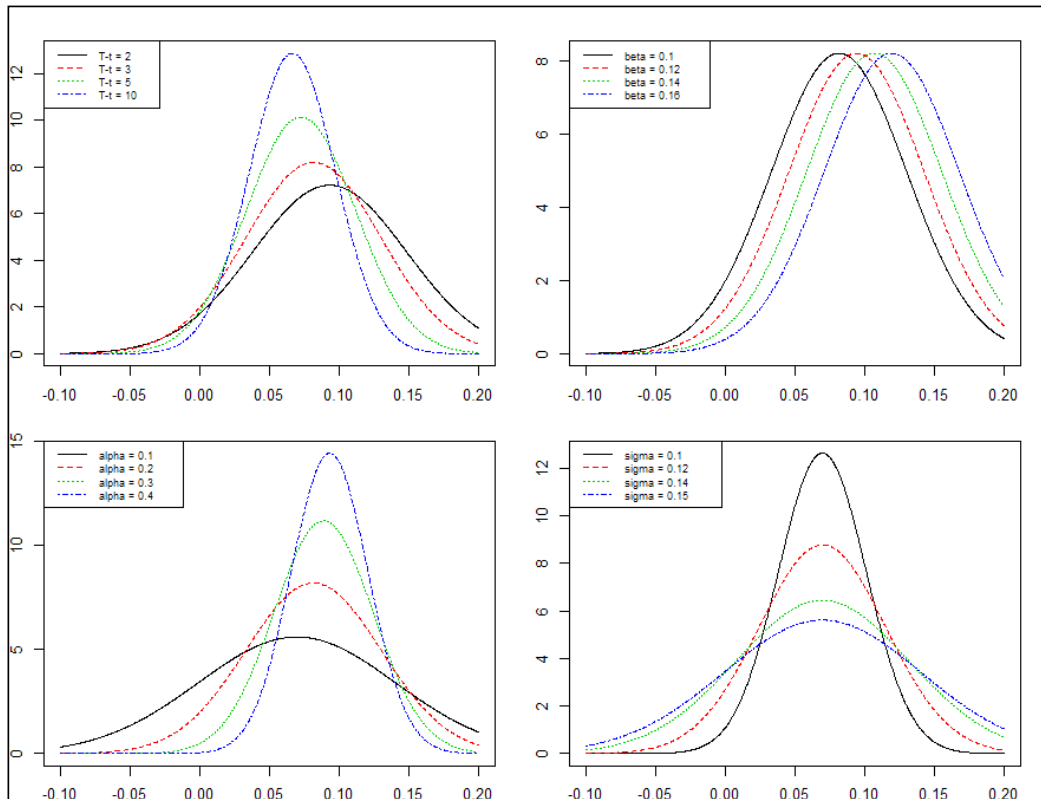 T-t = 2
T-t = 3
T-t = 5
T-t = 10
12
10
8
6
4
2
0
-0.10 -0.05 0.00 0.05 0.10 0.15 0.20
beta = 0.1
beta = 0.12
beta = 0.14
beta = 0.16
8
6
4
2
0
-0.10 -0.05 0.00 0.05 0.10 0.15 0.20
alpha = 0.1
alpha = 0.2
alpha = 0.3
alpha = 0.4
15
10
5
0
-0.10 -0.05 0.00 0.05 0.10 0.15 0.20
sigma = 0.1
sigma = 0.12
sigma = 0.14
sigma = 0.15
12
10
8
6
4
2
0
-0.10 -0.05 0.00 0.05 0.10 0.15 0.20